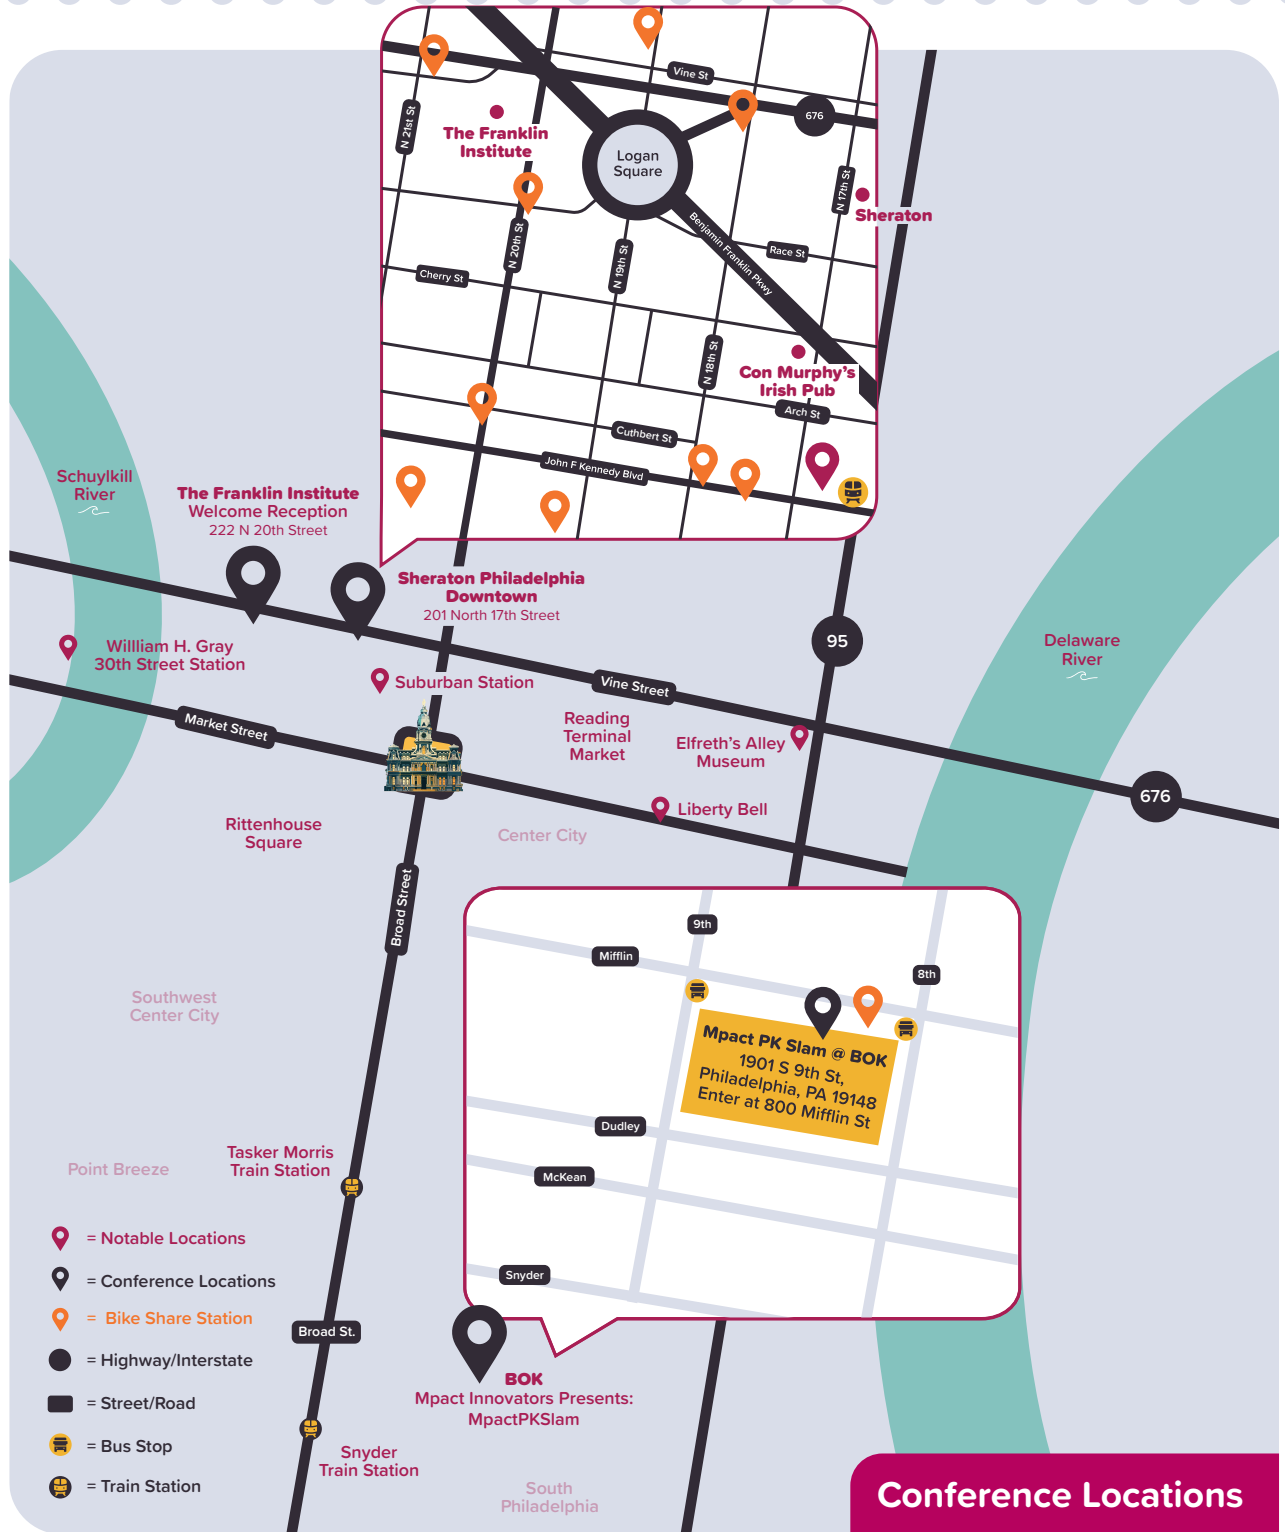 Vine St
676
N 21st St
The Franklin
Institute
Logan
Square
N 17th St
Sheraton
N 20th St
N 19th St
Benjamin Franklin Pkwy
Race St
Cherry St
N 18th St
Con Murphy's
Irish Pub
Arch St
Cuthbert St
John F Kennedy Blvd
Schuylkill
River
The Franklin Institute
Welcome Reception
222 N 20th Street
Sheraton Philadelphia
Downtown
201 North 17th Street
95
Delaware
River
Willliam H. Gray
30th Street Station
Suburban Station
Vine Street
Market Street
Reading
Terminal
Market
Elfreth's Alley
Museum
676
Liberty Bell
Rittenhouse
Square
Center City
Broad Street
9th
Mifflin
8th
Mpact PK Slam @ BOK
1901 S 9th St,
Philadelphia, PA 19148
Enter at 800 Mifflin St
Dudley
McKean
Snyder
Southwest
Center City
Point Breeze
Tasker Morris
Train Station
= Notable Locations
= Conference Locations
= Bike Share Station
= Highway/Interstate
= Street/Road
= Bus Stop
= Train Station
Broad St.
BOK
Mpact Innovators Presents:
MpactPKSlam
Snyder
Train Station
South
Philadelphia
Conference Locations